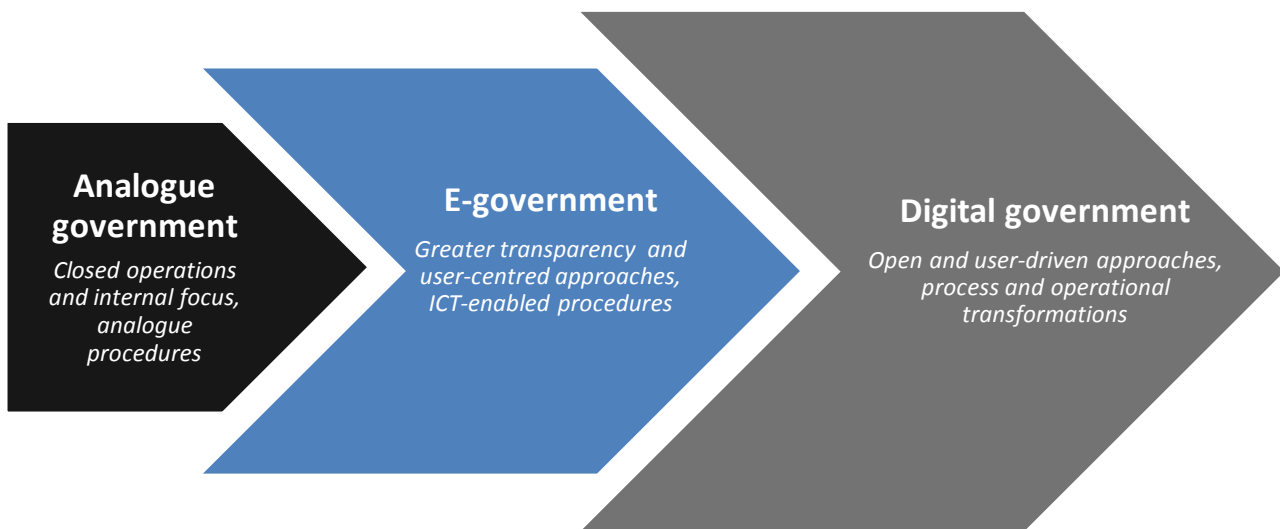 Analogue
government
Closed operations
and internal focus,
analogue
procedures
E-government
Greater transparency and
user-centred approaches,
ICT-enabled procedures
Digital government
Open and user-driven approaches,
process and operational
transformations